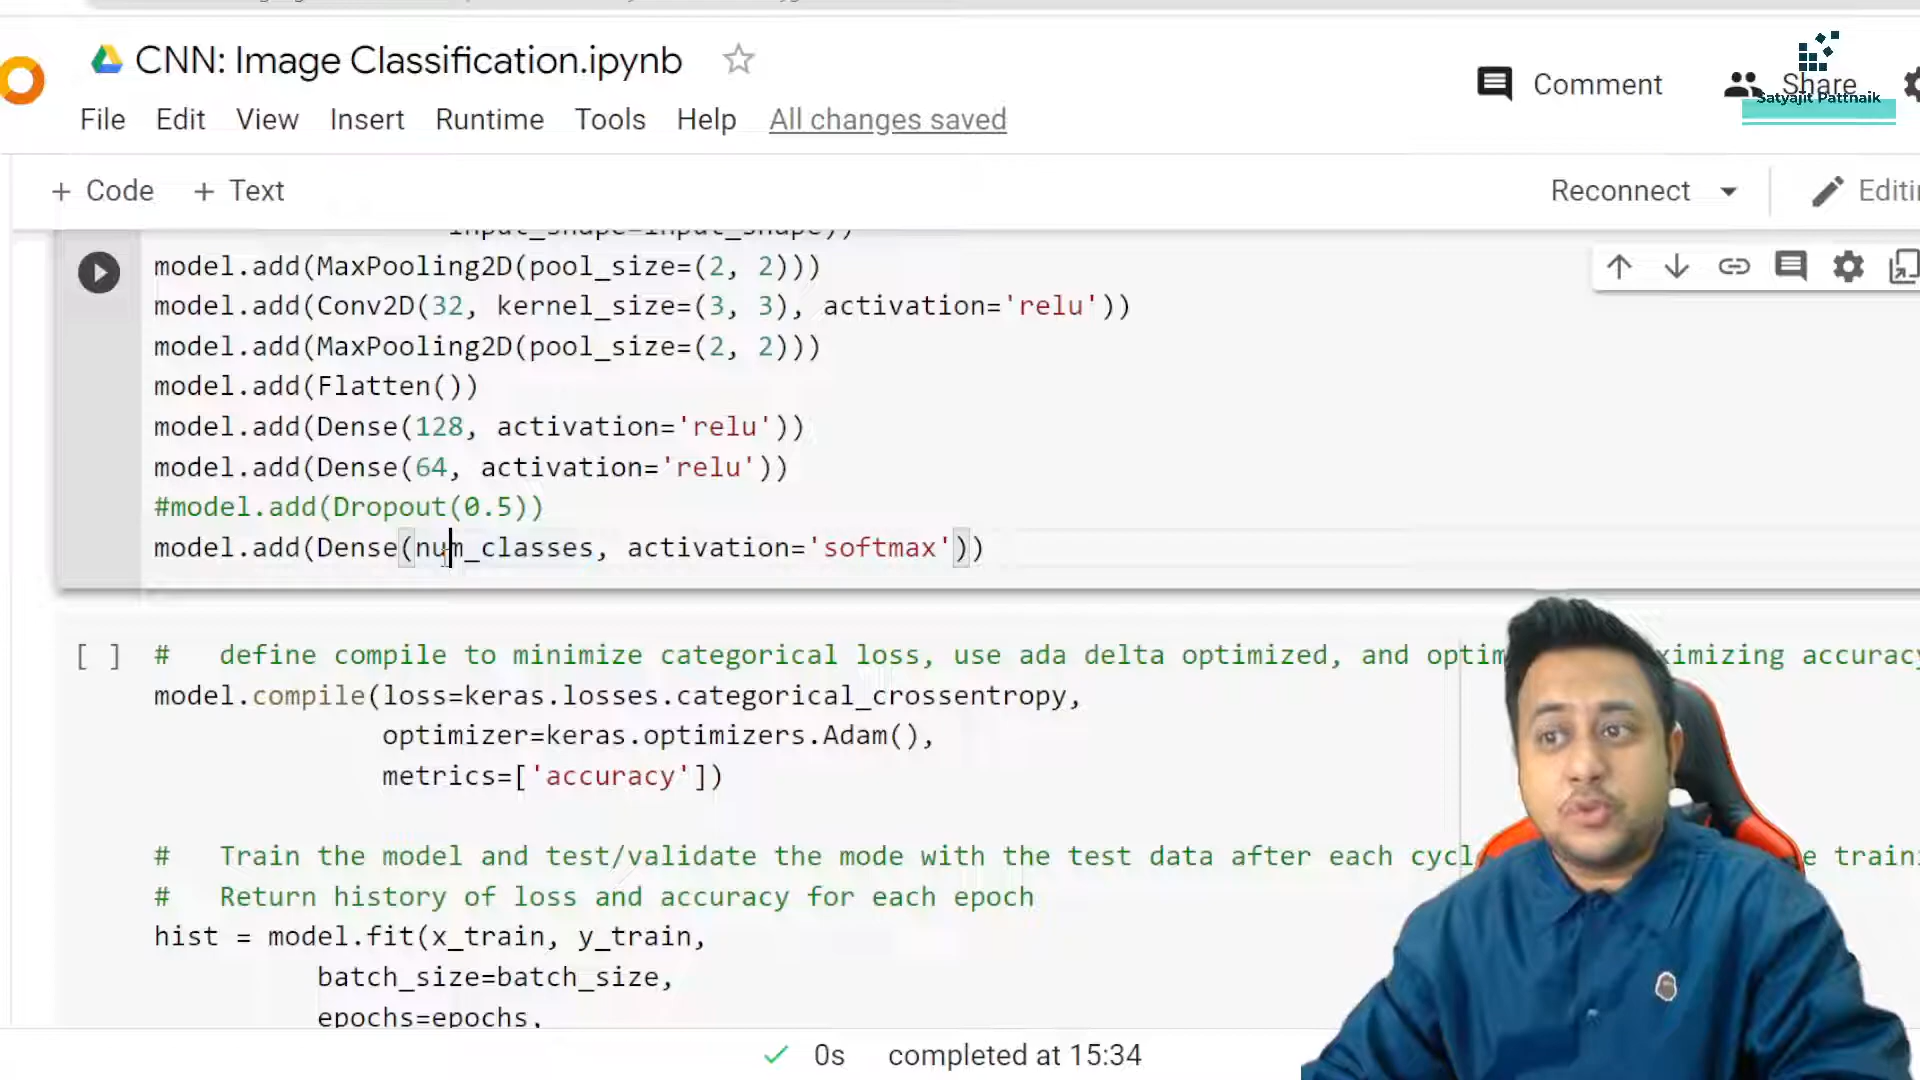 CNN: Image Classification.ipynb
Comment
Share
Satyajit Pattnaik
File Edit View Insert Runtime Tools Help All changes saved
+ Code + Text
Reconnect
input_shape=input_shape))
model.add(MaxPooling2D(pool_size=(2, 2)))
model.add(Conv2D(32, kernel_size=(3, 3), activation='relu'))
model.add(MaxPooling2D(pool_size=(2, 2)))
model.add(Flatten())
model.add(Dense(128, activation='relu'))
model.add(Dense(64, activation='relu'))
#model.add(Dropout(0.5))
model.add(Dense(num_classes, activation='softmax'))
[ ] # define compile to minimize categorical loss, use ada delta optimized, and optim ximizing accuracy
model.compile(loss=keras.losses.categorical_crossentropy,
optimizer=keras.optimizers.Adam(),
metrics=['accuracy'])
# Train the model and test/validate the mode with the test data after each cycl e traini
# Return history of loss and accuracy for each epoch
hist = model.fit(x_train, y_train,
batch_size=batch_size,
epochs=epochs,
0s completed at 15:34